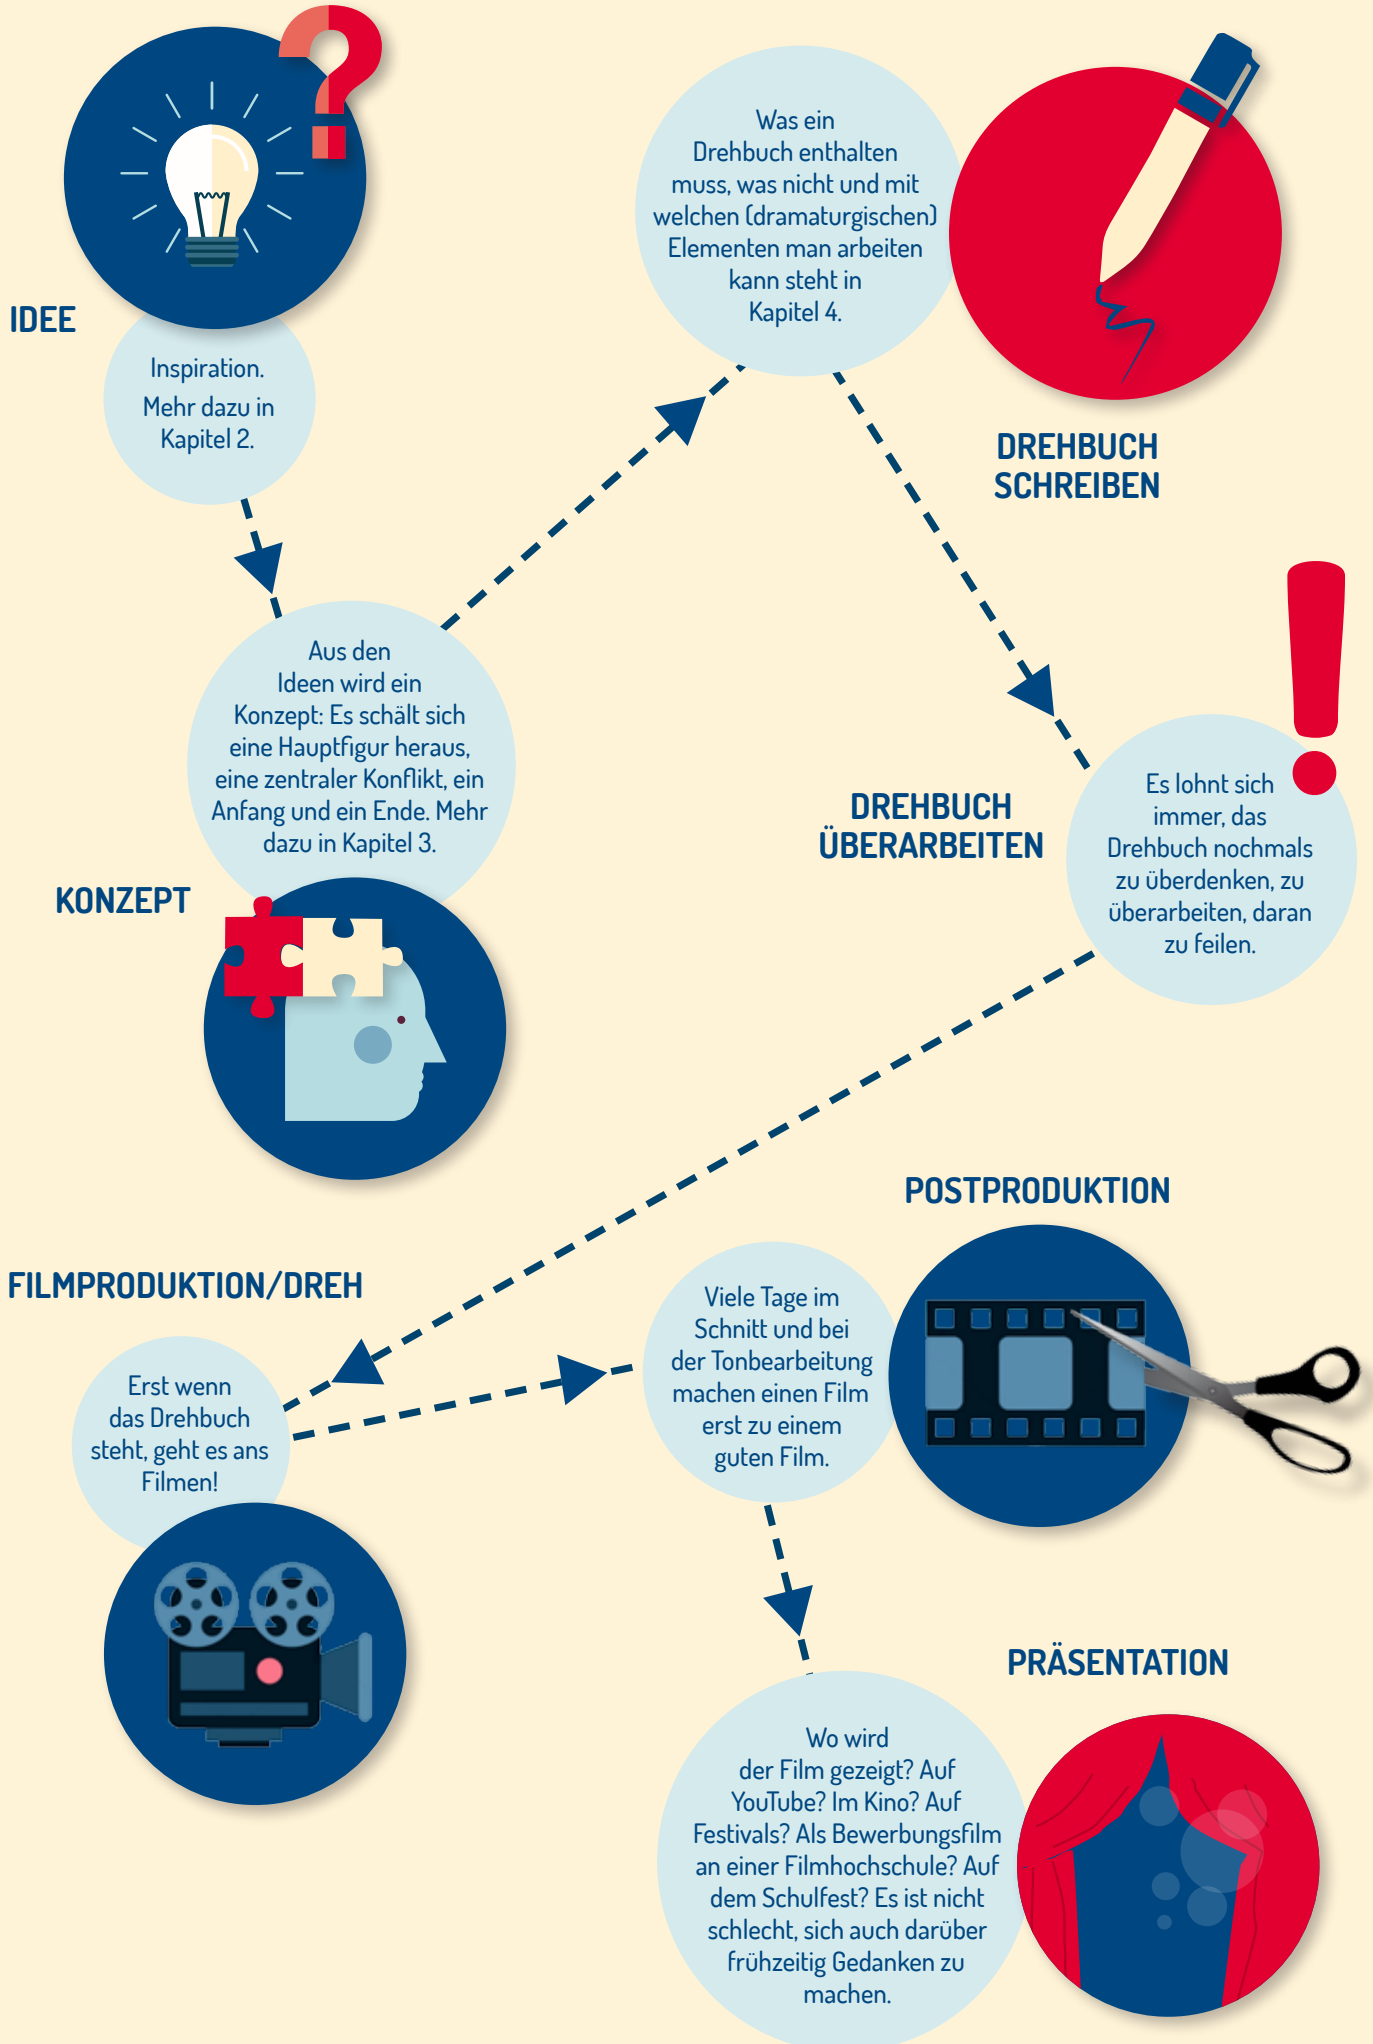 IDEE
Inspiration.
Mehr dazu in
Kapitel 2.
Aus den
Ideen wird ein
Konzept: Es schält sich
eine Hauptfigur heraus,
eine zentraler Konflikt, ein
Anfang und ein Ende. Mehr
dazu in Kapitel 3.
KONZEPT
Was ein
Drehbuch enthalten
muss, was nicht und mit
welchen (dramaturgischen)
Elementen man arbeiten
kann steht in
Kapitel 4.
DREHBUCH
SCHREIBEN
DREHBUCH
ÜBERARBEITEN
Es lohnt sich
immer, das
Drehbuch nochmals
zu überdenken, zu
überarbeiten, daran
zu feilen.
FILMPRODUKTION/DREH
Erst wenn
das Drehbuch
steht, geht es ans
Filmen!
POSTPRODUKTION
Viele Tage im
Schnitt und bei
der Tonbearbeitung
machen einen Film
erst zu einem
guten Film.
PRÄSENTATION
Wo wird
der Film gezeigt? Auf
YouTube? Im Kino? Auf
Festivals? Als Bewerbungsfilm
an einer Filmhochschule? Auf
dem Schulfest? Es ist nicht
schlecht, sich auch darüber
frühzeitig Gedanken zu
machen.